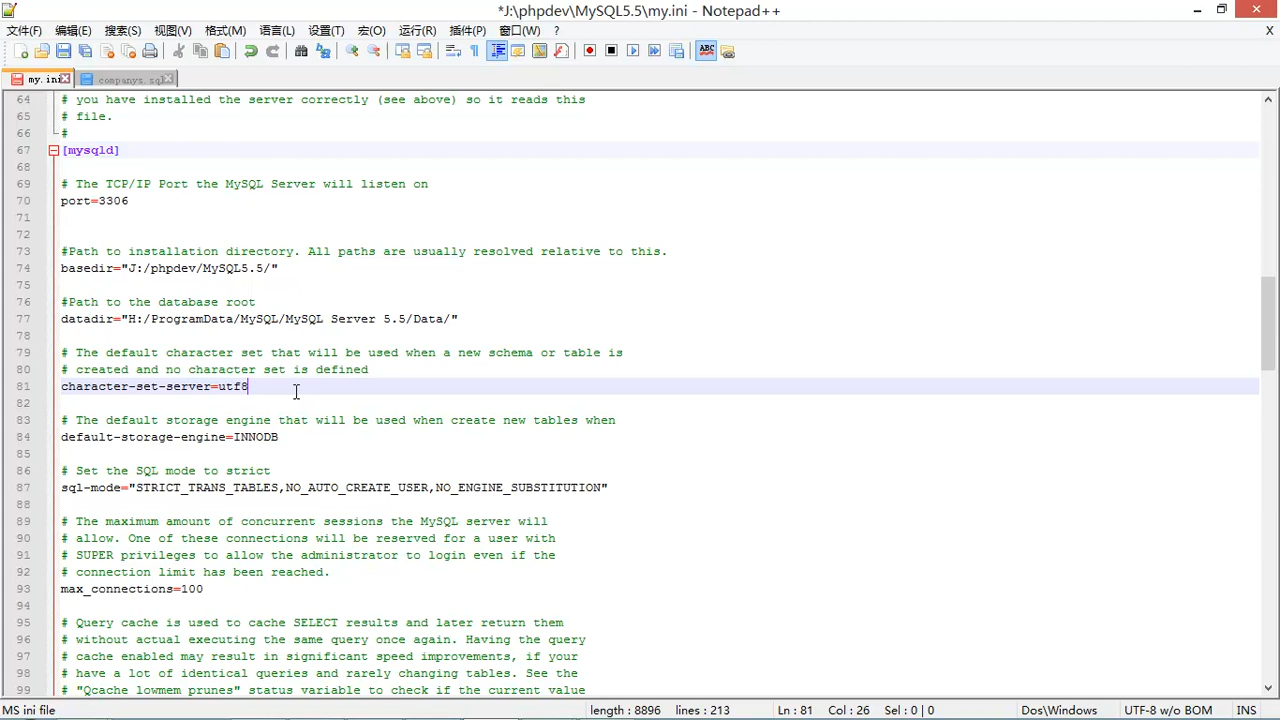 *J:\phpdev\MySQL5.5\my.ini - Notepad++
文件(F) 编辑(E) 搜索(S) 视图(V) 格式(M) 语言(L) 设置(T) 宏(O) 运行(R) 插件(P) 窗口(W) ? X
my.ini companys.sql
64 # you have installed the server correctly (see above) so it reads this
65 # file.
66 #
67 [mysqld]
68
69 # The TCP/IP Port the MySQL Server will listen on
70 port=3306
71
72
73 #Path to installation directory. All paths are usually resolved relative to this.
74 basedir="J:/phpdev/MySQL5.5/"
75
76 #Path to the database root
77 datadir="H:/ProgramData/MySQL/MySQL Server 5.5/Data/"
78
79 # The default character set that will be used when a new schema or table is
80 # created and no character set is defined
81 character-set-server=utf8
82
83 # The default storage engine that will be used when create new tables when
84 default-storage-engine=INNODB
85
86 # Set the SQL mode to strict
87 sql-mode="STRICT_TRANS_TABLES,NO_AUTO_CREATE_USER,NO_ENGINE_SUBSTITUTION"
88
89 # The maximum amount of concurrent sessions the MySQL server will
90 # allow. One of these connections will be reserved for a user with
91 # SUPER privileges to allow the administrator to login even if the
92 # connection limit has been reached.
93 max_connections=100
94
95 # Query cache is used to cache SELECT results and later return them
96 # without actual executing the same query once again. Having the query
97 # cache enabled may result in significant speed improvements, if your
98 # have a lot of identical queries and rarely changing tables. See the
99 # "Qcache lowmem prunes" status variable to check if the current value
MS ini file length : 8896 lines : 213 Ln : 81 Col : 26 Sel : 0 | 0 Dos\Windows UTF-8 w/o BOM INS